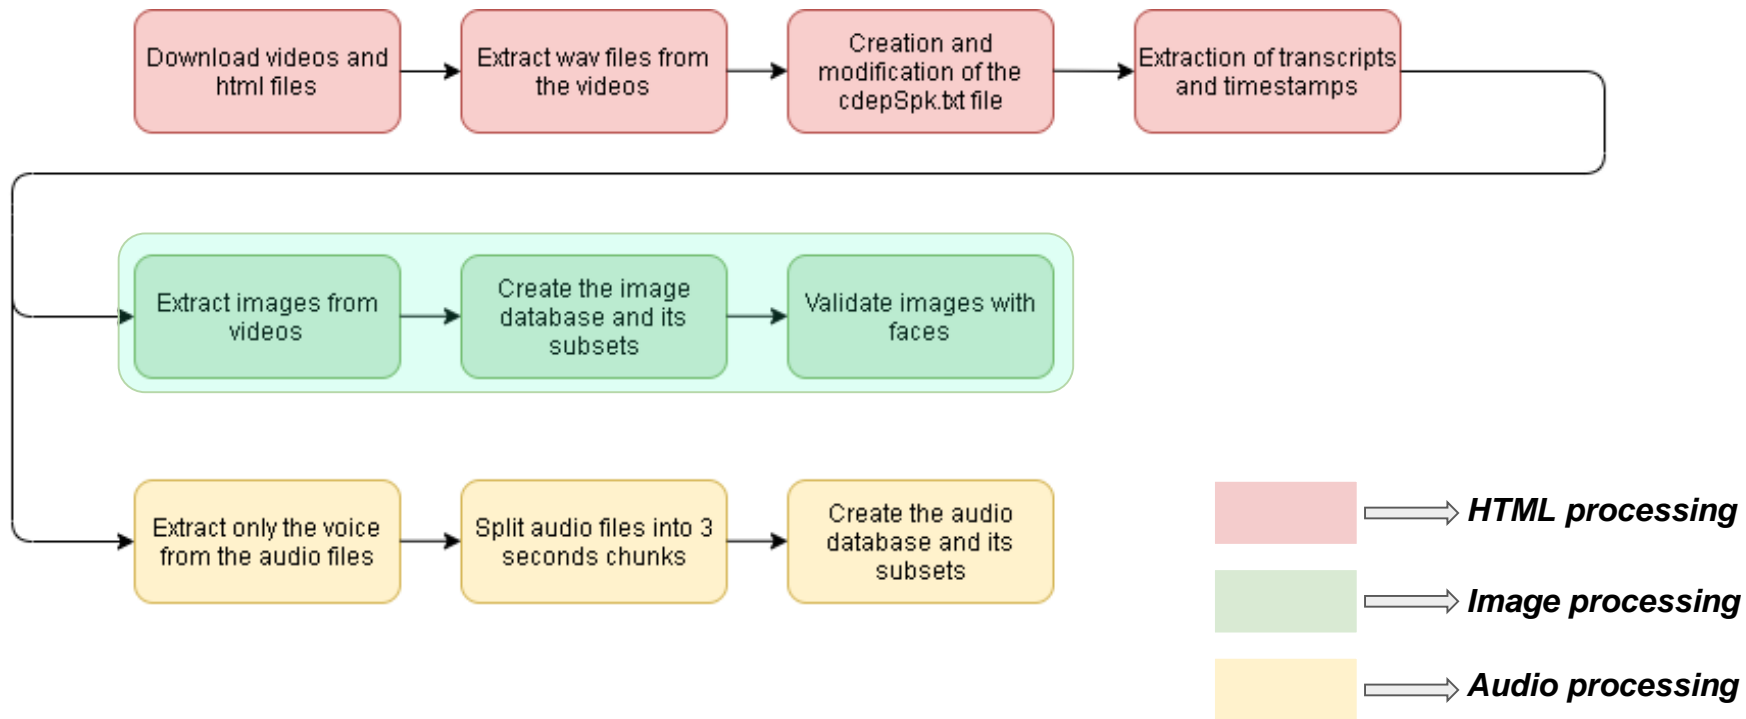 Download videos and
html files
Extract wav files from
the videos
Creation and
modification of the
cdepSpk.txt file
Extraction of transcripts
and timestamps
Extract images from
videos
Create the image
database and its
subsets
Validate images with
faces
Extract only the voice
from the audio files
Split audio files into 3
seconds chunks
Create the audio
database and its
subsets
HTML processing
Image processing
Audio processing